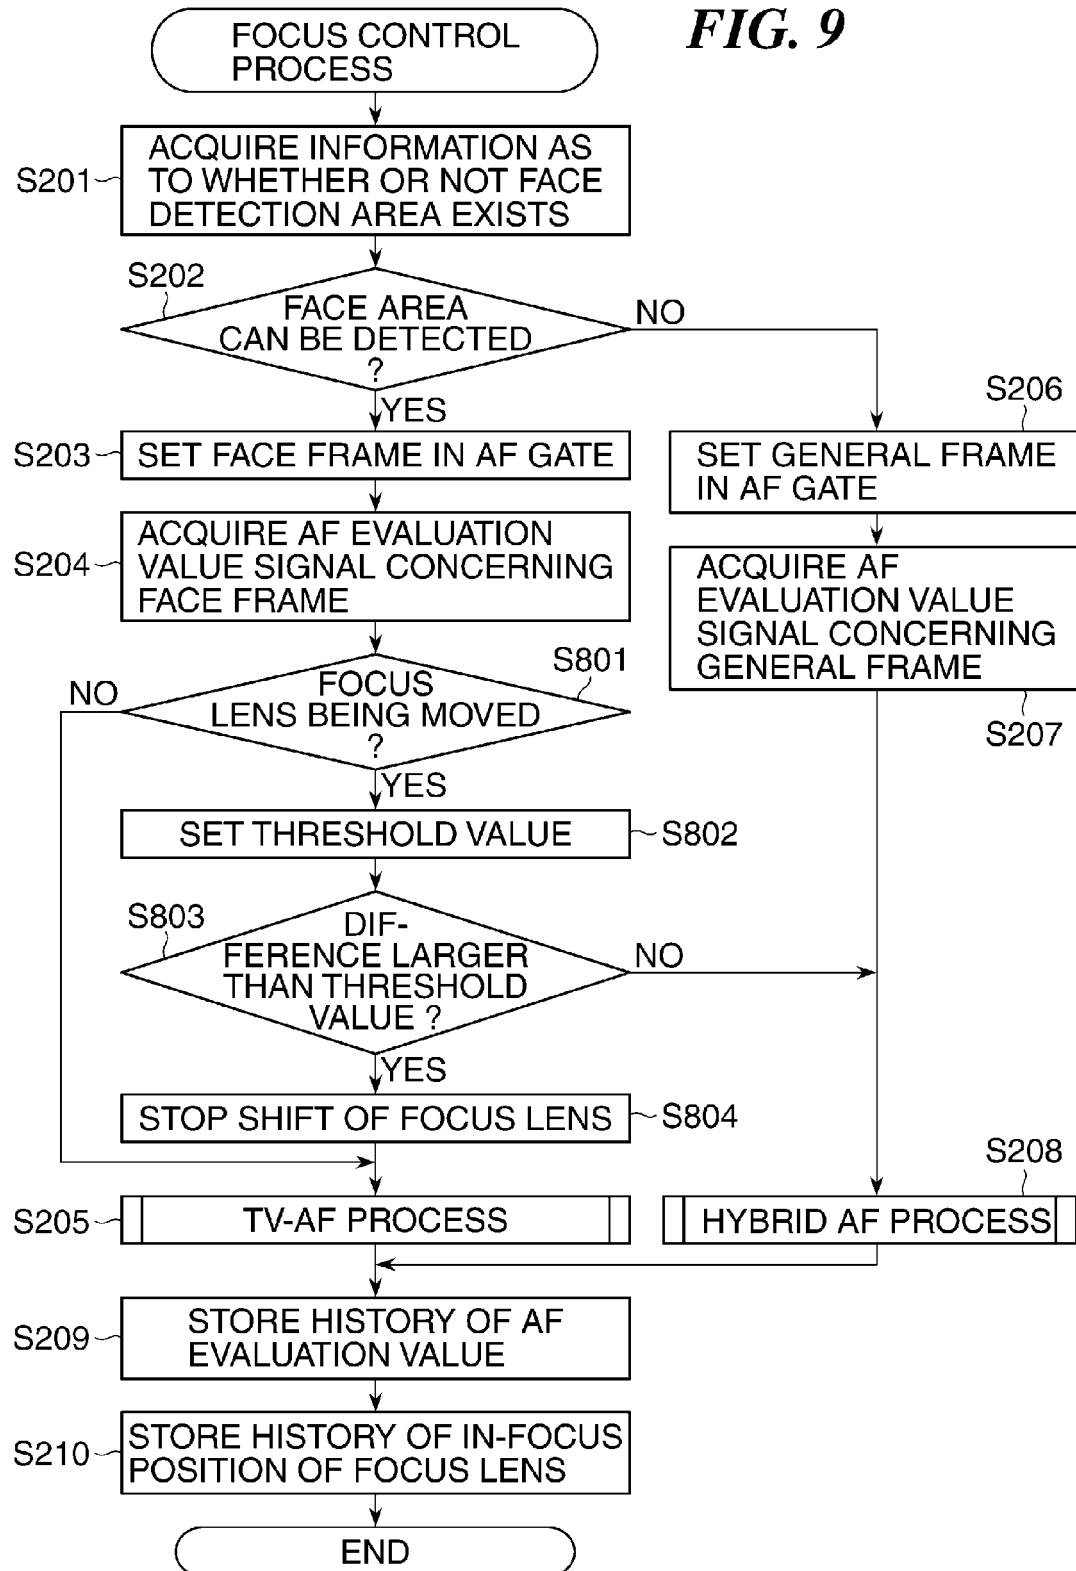 FIG. 9
FOCUS CONTROL
PROCESS
S201
ACQUIRE INFORMATION AS
TO WHETHER OR NOT FACE
DETECTION AREA EXISTS
S202
FACE AREA
CAN BE DETECTED
?
NO
YES
S203
SET FACE FRAME IN AF GATE
S206
SET GENERAL FRAME
IN AF GATE
S204
ACQUIRE AF EVALUATION
VALUE SIGNAL CONCERNING
FACE FRAME
ACQUIRE AF
EVALUATION VALUE
SIGNAL CONCERNING
GENERAL FRAME
S207
S801
NO
FOCUS
LENS BEING MOVED
?
YES
SET THRESHOLD VALUE
S802
S803
DIF-
FERENCE LARGER
THAN THRESHOLD
VALUE ?
NO
YES
STOP SHIFT OF FOCUS LENS
S804
S205
TV-AF PROCESS
S208
HYBRID AF PROCESS
S209
STORE HISTORY OF AF
EVALUATION VALUE
S210
STORE HISTORY OF IN-FOCUS
POSITION OF FOCUS LENS
END